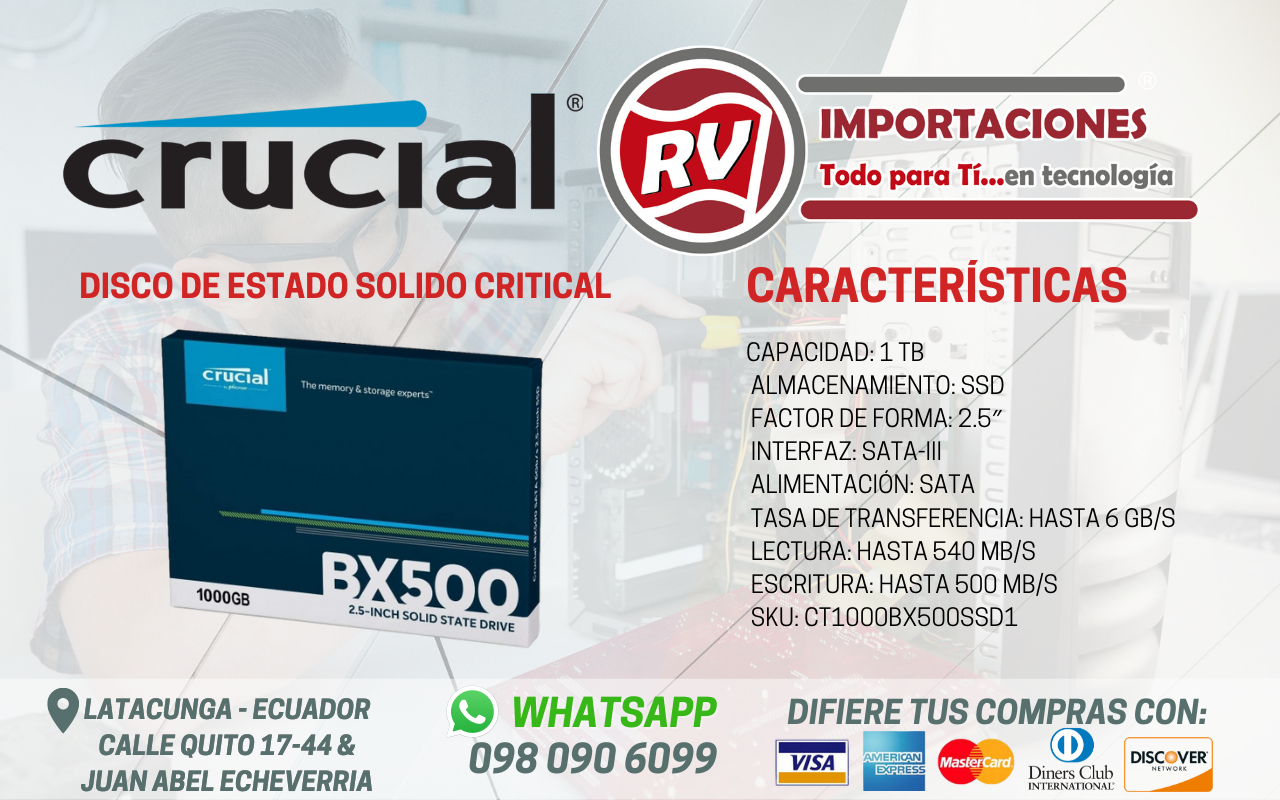 crucial®
RV
IMPORTACIONES
®
Todo para Tí...en tecnología
DISCO DE ESTADO SOLIDO CRITICAL
crucial
The memory & storage experts™
BX500
1000GB
2.5-INCH SOLID STATE DRIVE
CARACTERÍSTICAS
CAPACIDAD: 1 TB
ALMACENAMIENTO: SSD
FACTOR DE FORMA: 2.5″
INTERFAZ: SATA-III
ALIMENTACIÓN: SATA
TASA DE TRANSFERENCIA: HASTA 6 GB/S
LECTURA: HASTA 540 MB/S
ESCRITURA: HASTA 500 MB/S
SKU: CT1000BX500SSD1
LATACUNGA - ECUADOR
CALLE QUITO 17-44 &
JUAN ABEL ECHEVERRIA
WHATSAPP
098 090 6099
DIFIERE TUS COMPRAS CON:
VISA
AMERICAN
EXPRESS
MasterCard
Diners Club
INTERNATIONAL®
DISCOVER®
NETWORK